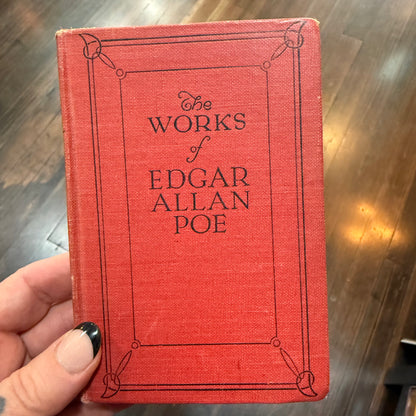 The
WORKS
of
EDGAR
ALLAN
POE